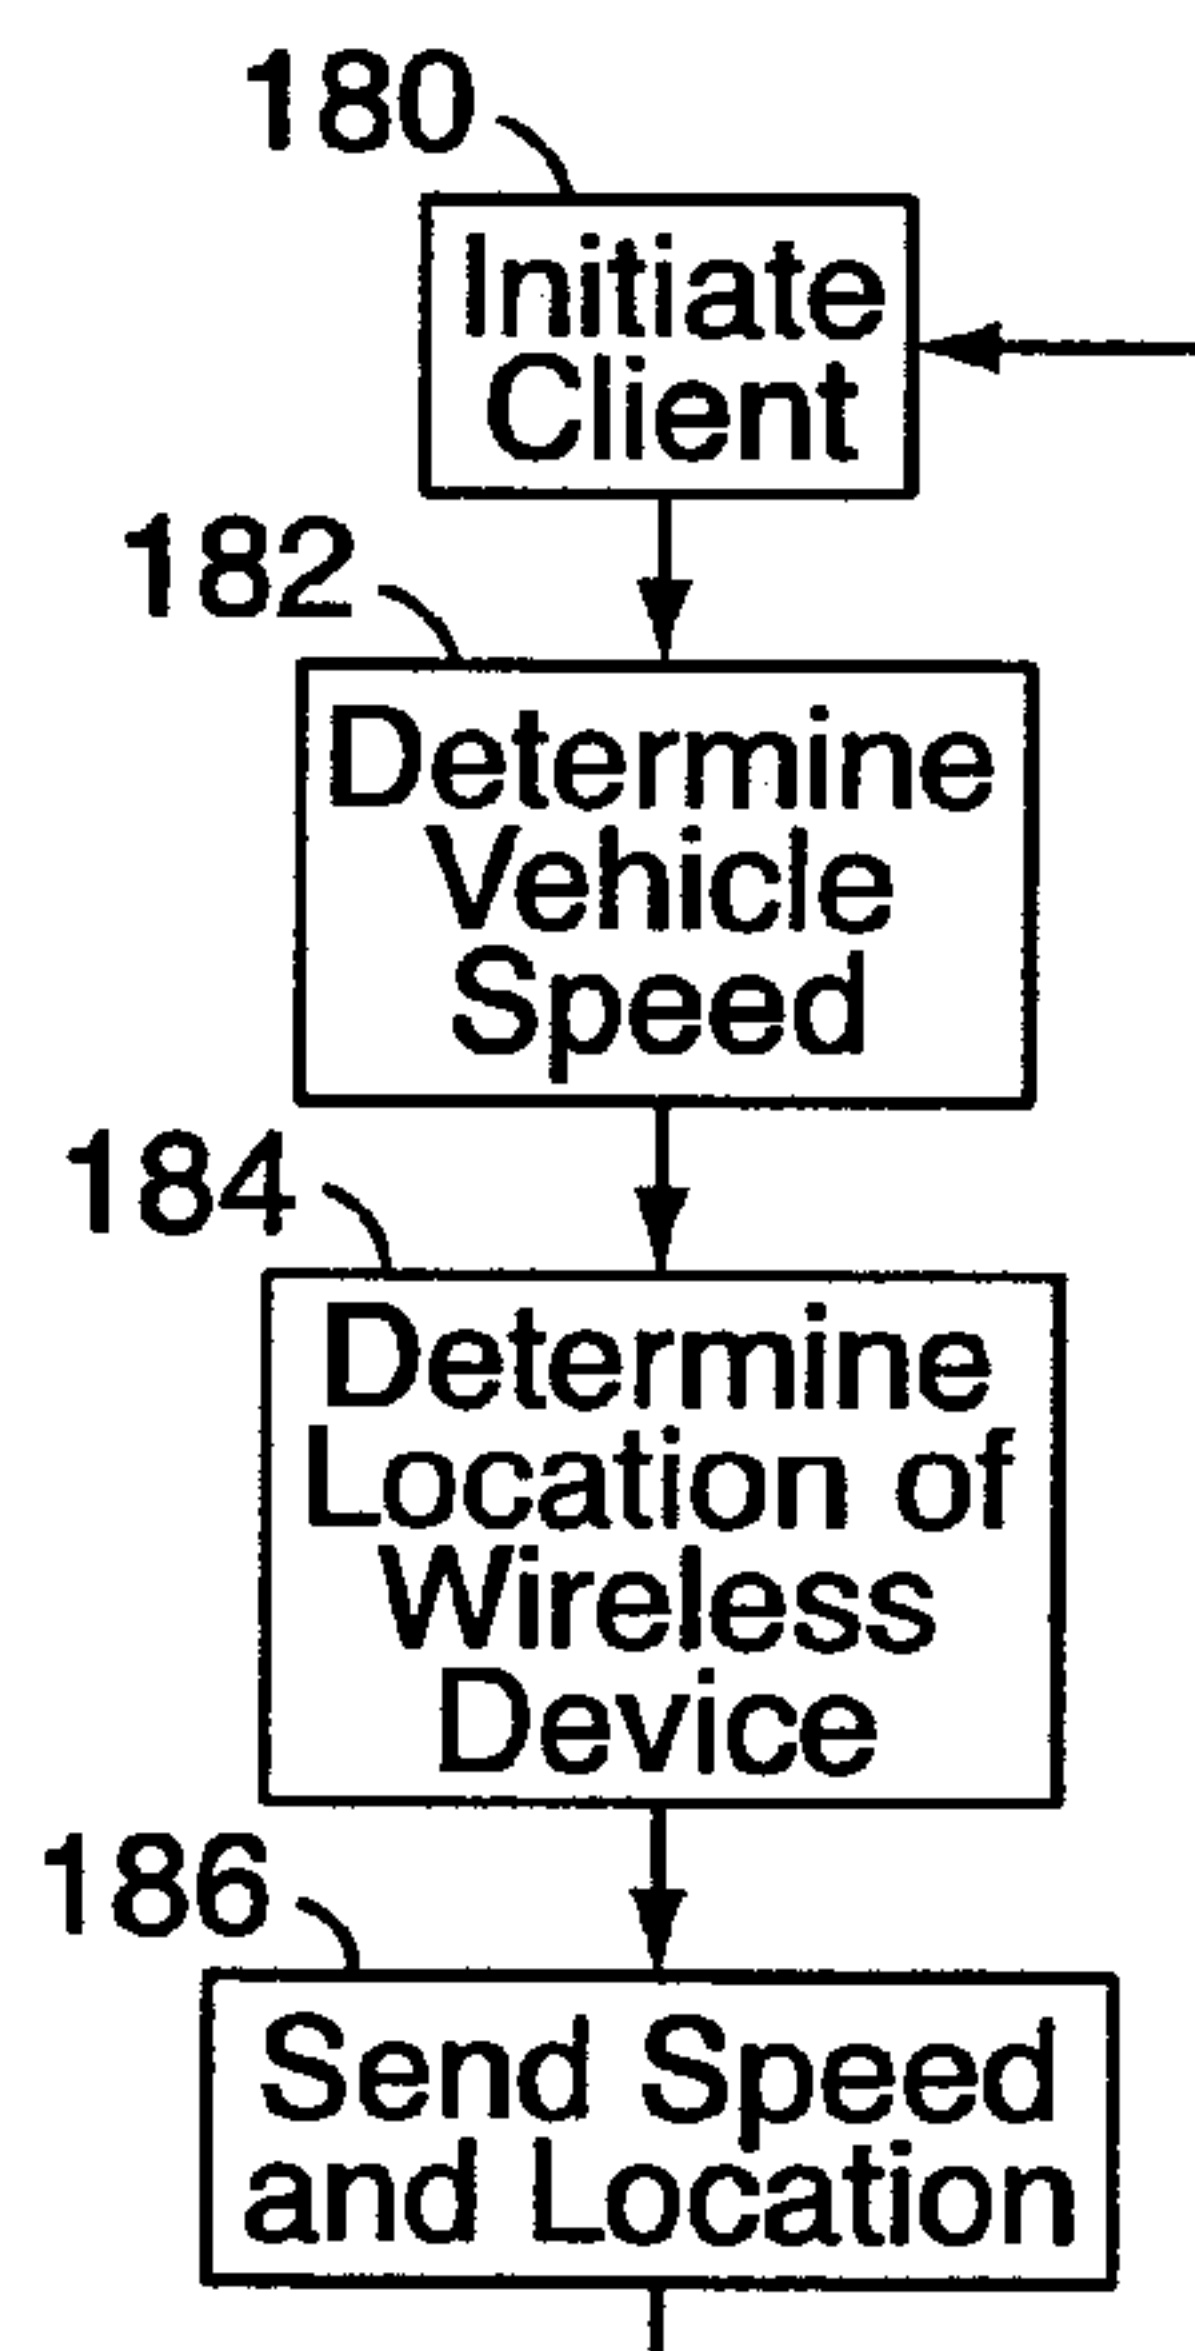 180
Initiate
Client
182
Determine
Vehicle
Speed
184
Determine
Location of
Wireless
Device
186
Send Speed
and Location